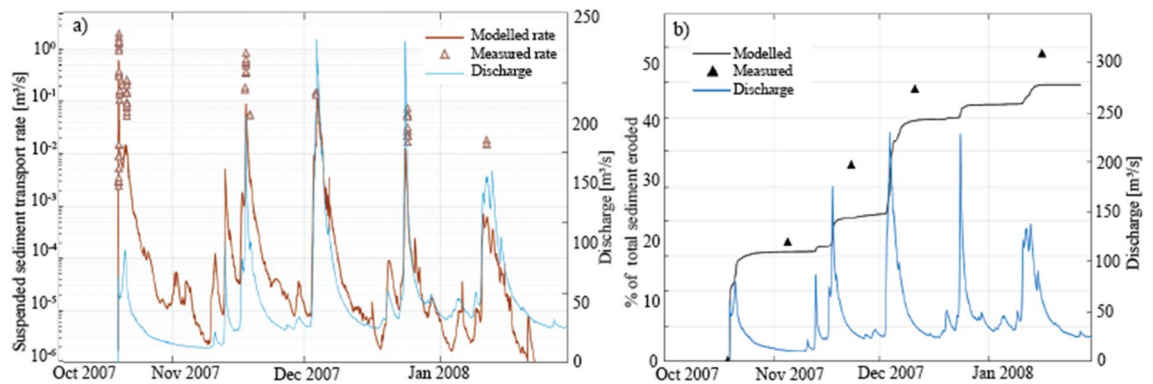 a)
Suspended sediment transport rate [m³/s]
10⁰
10⁻¹
10⁻²
10⁻³
10⁻⁴
10⁻⁵
10⁻⁶
Modelled rate
Measured rate
Discharge
250
200
150
100
50
0
Discharge [m³/s]
Oct 2007 Nov 2007 Dec 2007 Jan 2008
b)
% of total sediment eroded
50
40
30
20
10
0
Modelled
Measured
Discharge
300
250
200
150
100
50
0
Discharge [m³/s]
Oct 2007 Nov 2007 Dec 2007 Jan 2008